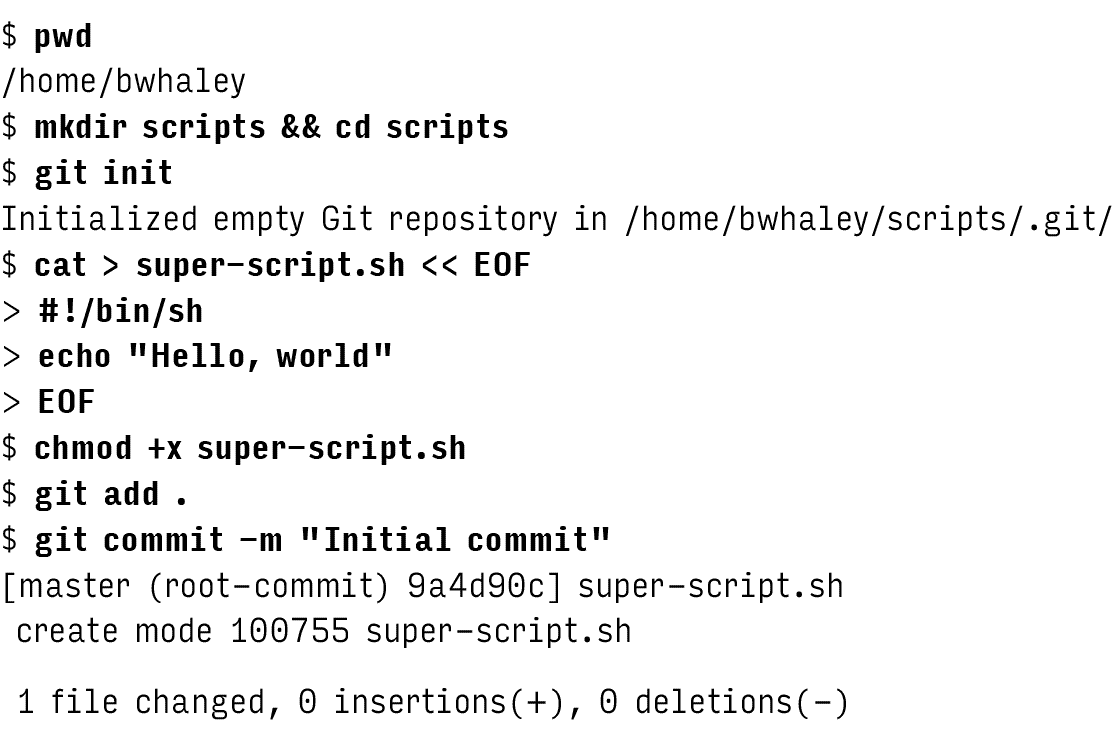 $ pwd
/home/bwhaley
$ mkdir scripts && cd scripts
$ git init
Initialized empty Git repository in /home/bwhaley/scripts/.git/
$ cat > super-script.sh << EOF
> #!/bin/sh
> echo "Hello, world"
> EOF
$ chmod +x super-script.sh
$ git add .
$ git commit -m "Initial commit"
[master (root-commit) 9a4d90c] super-script.sh
 create mode 100755 super-script.sh
 1 file changed, 0 insertions(+), 0 deletions(-)